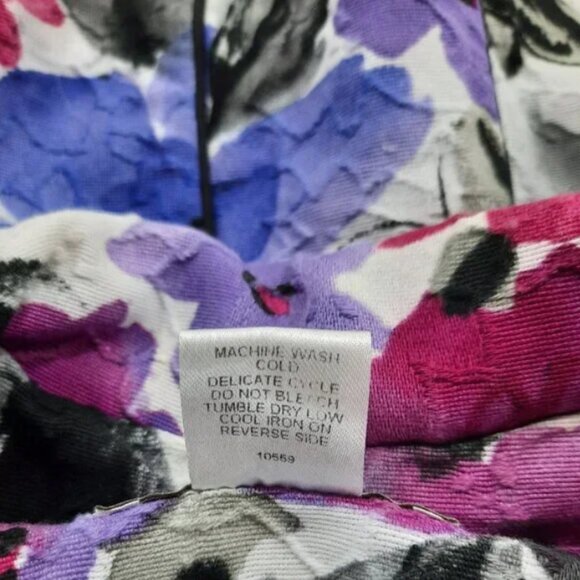 MACHINE WASH
COLD
DELICATE CYCLE
DO NOT BLEACH
TUMBLE DRY LOW
COOL IRON ON
REVERSE SIDE
10559